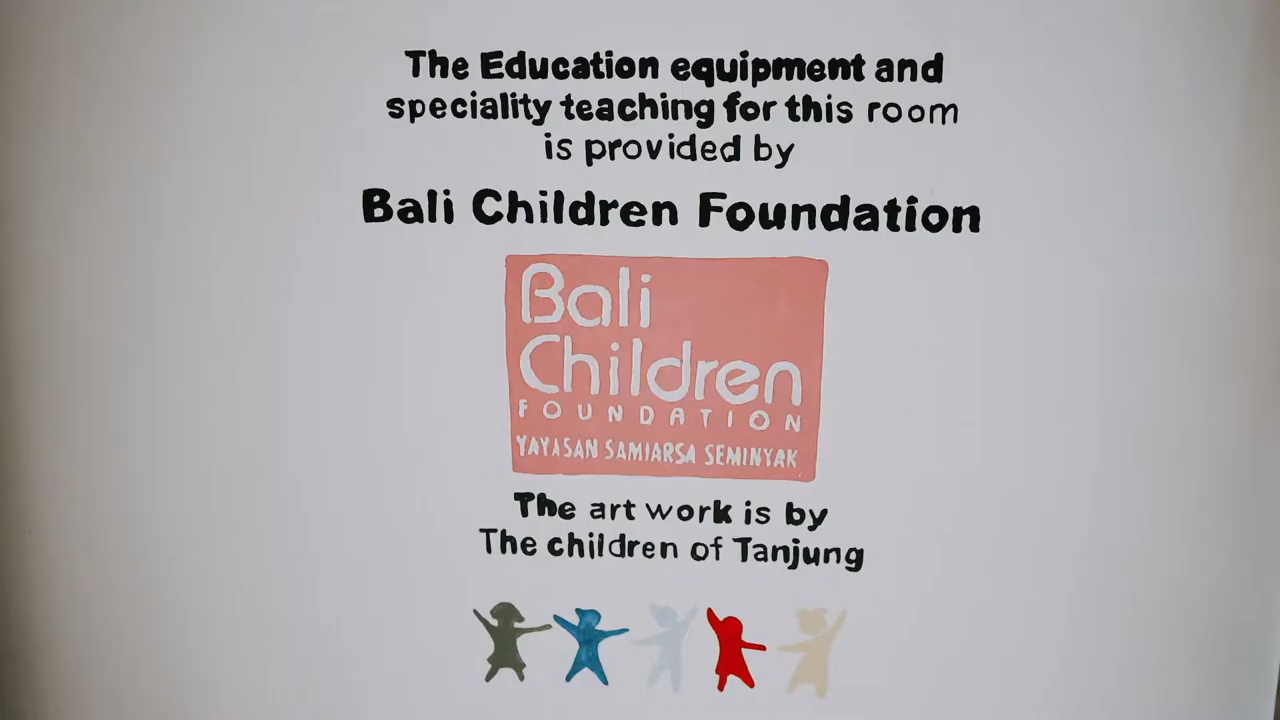 The Education equipment and
speciality teaching for this room
is provided by
Bali Children Foundation
Bali
Children
FOUNDATION
YAYASAN SAMIARSA SEMINYAK
The art work is by
The children of Tanjung